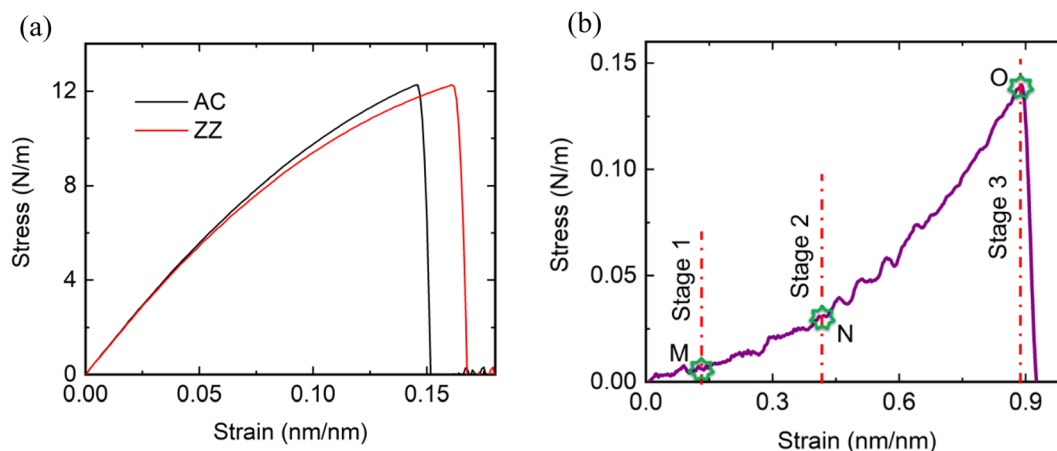 (a)
12
8
4
0
0.00
0.05
0.10
0.15
Stress (N/m)
Strain (nm/nm)
AC
ZZ
(b)
0.15
0.10
0.05
0.00
0.0
0.3
0.6
0.9
Stress (N/m)
Strain (nm/nm)
Stage 1
Stage 2
Stage 3
M
N
O